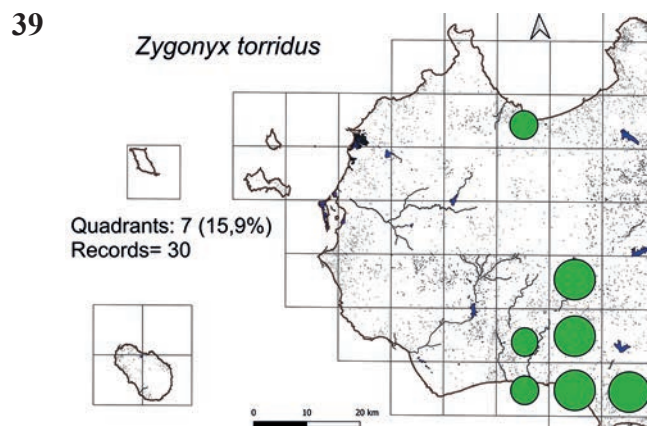 39
Zygonyx torridus
Quadrants: 7 (15,9%)
Records= 30
0 10 20 km